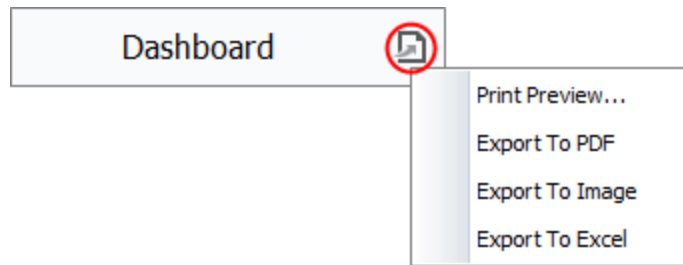 Dashboard
Print Preview...
Export To PDF
Export To Image
Export To Excel